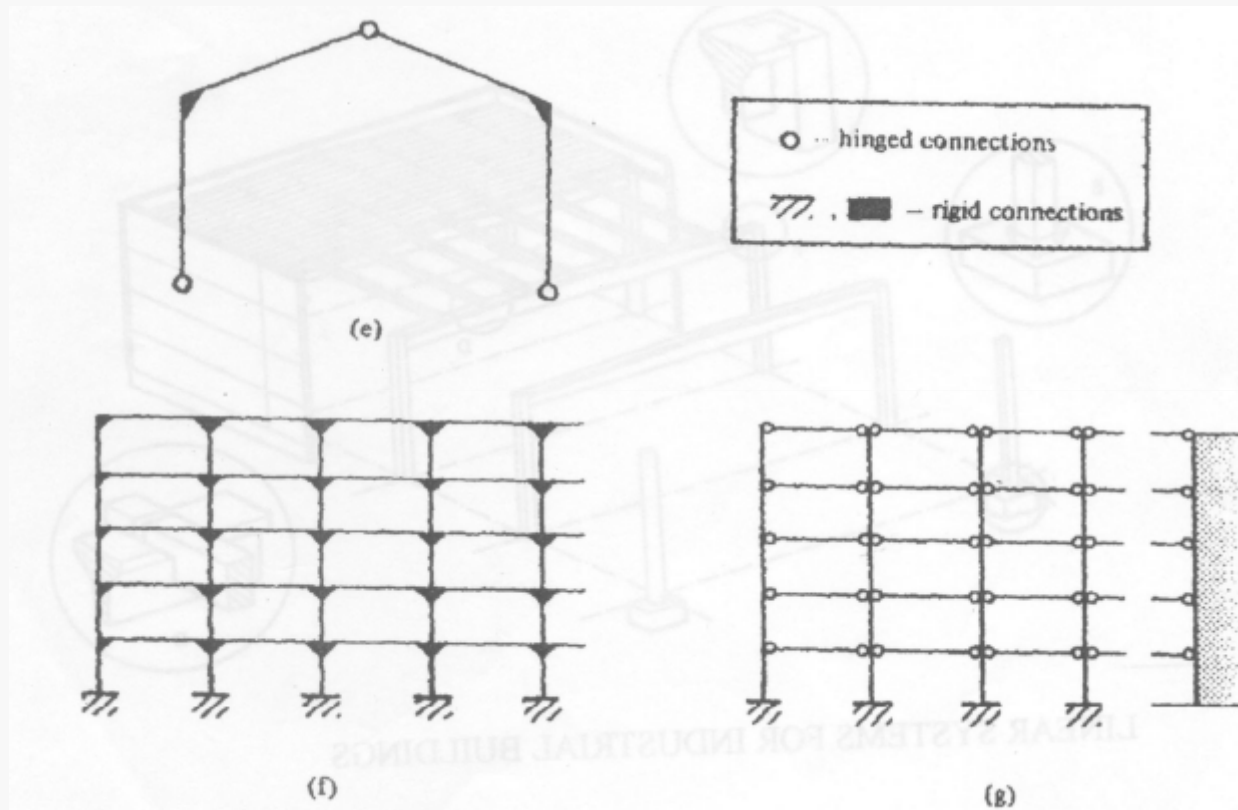 hinged connections
, – rigid connections
(e)
LINEAR SYSTEMS FOR INDUSTRIAL BUILDINGS
(f)
(g)